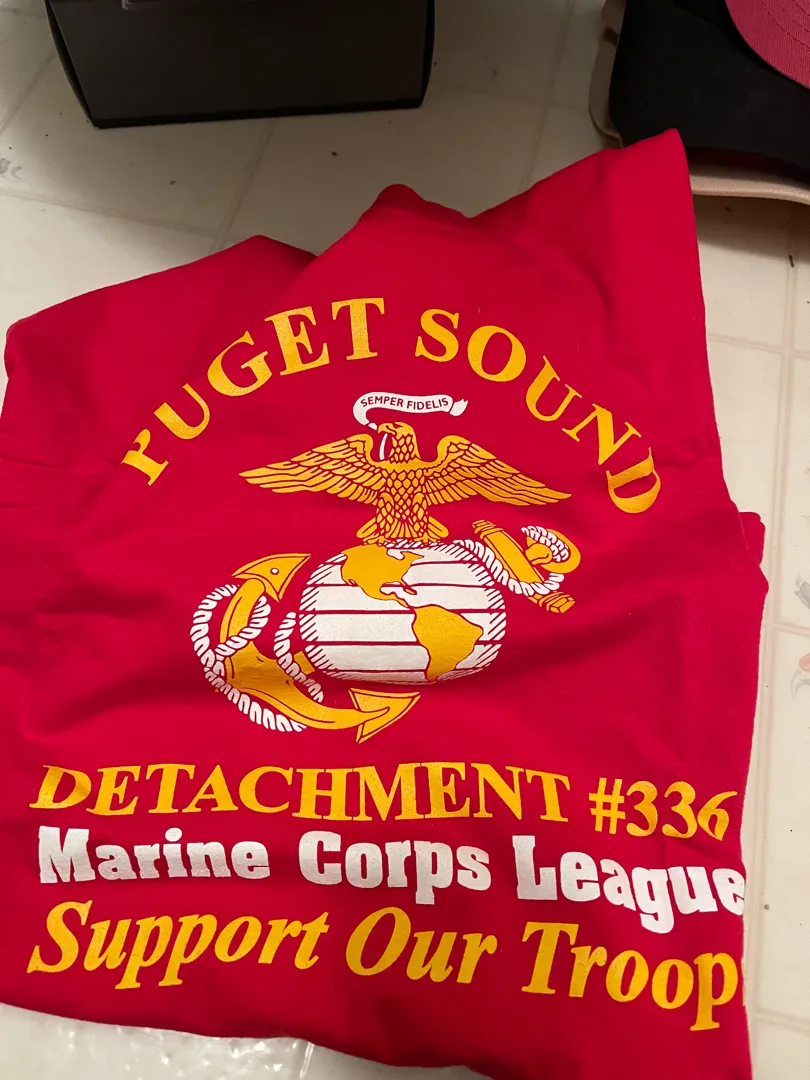 PUGET SOUND
SEMPER FIDELIS
DETACHMENT #336
Marine Corps League
Support Our Troop